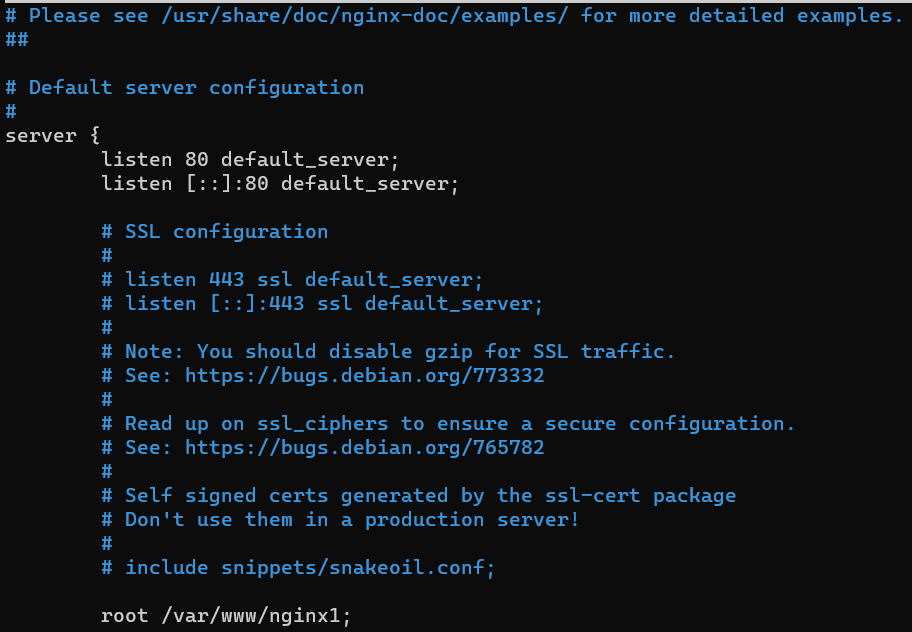 # Please see /usr/share/doc/nginx-doc/examples/ for more detailed examples.
##
# Default server configuration
#
server {
listen 80 default_server;
listen [::]:80 default_server;
# SSL configuration
#
# listen 443 ssl default_server;
# listen [::]:443 ssl default_server;
#
# Note: You should disable gzip for SSL traffic.
# See: https://bugs.debian.org/773332
#
# Read up on ssl_ciphers to ensure a secure configuration.
# See: https://bugs.debian.org/765782
#
# Self signed certs generated by the ssl-cert package
# Don't use them in a production server!
#
# include snippets/snakeoil.conf;
root /var/www/nginx1;